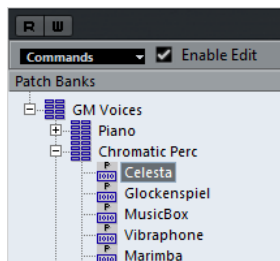 R W
Commands Enable Edit
Patch Banks
GM Voices
Piano
Chromatic Perc
P
Celesta
P
Glockenspiel
P
MusicBox
P
Vibraphone
P
Marimba